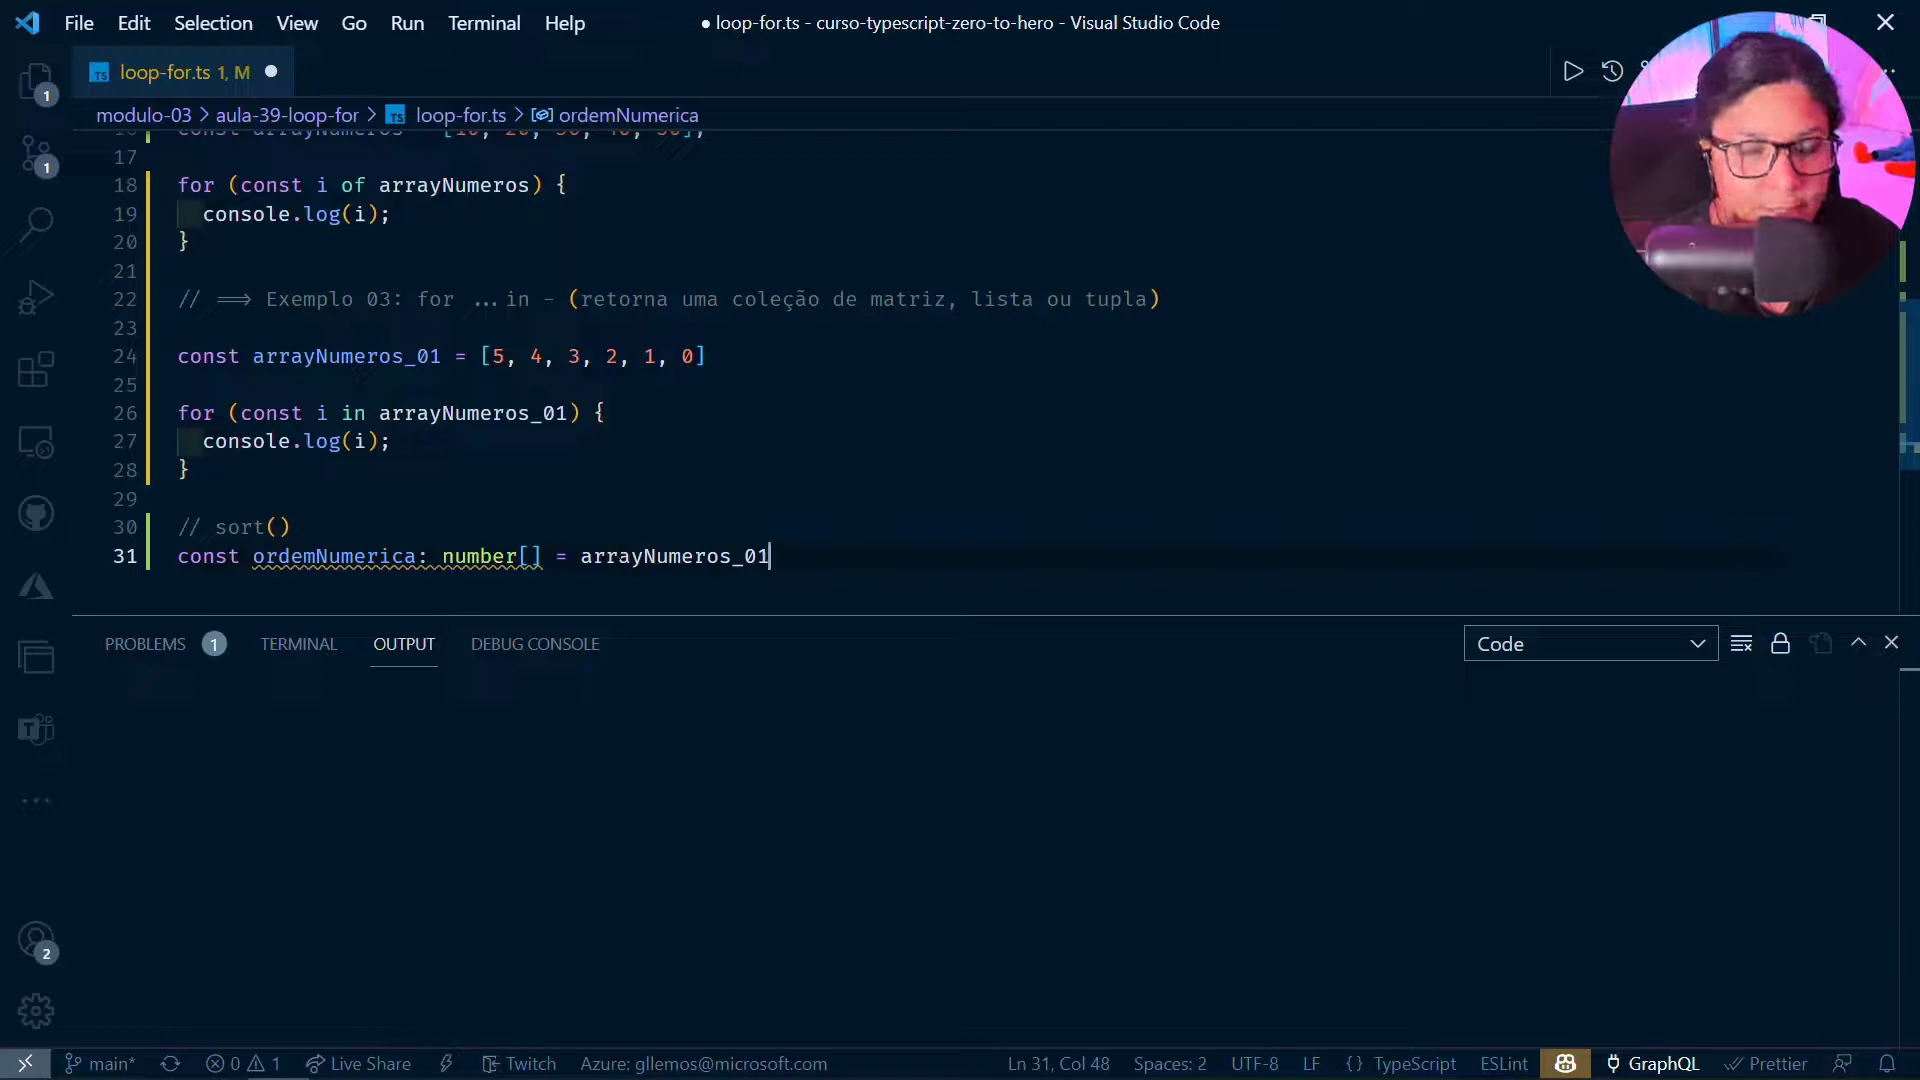 File Edit Selection View Go Run Terminal Help ● loop-for.ts - curso-typescript-zero-to-hero - Visual Studio Code
TS loop-for.ts 1, M ●
modulo-03 > aula-39-loop-for > TS loop-for.ts > ordemNumerica
17
18 for (const i of arrayNumeros) {
19 console.log(i);
20 }
21
22 // ==> Exemplo 03: for ...in - (retorna uma coleção de matriz, lista ou tupla)
23
24 const arrayNumeros_01 = [5, 4, 3, 2, 1, 0]
25
26 for (const i in arrayNumeros_01) {
27 console.log(i);
28 }
29
30 // sort()
31 const ordemNumerica: number[] = arrayNumeros_01
1
1
2
PROBLEMS 1 TERMINAL OUTPUT DEBUG CONSOLE Code
main* 0 1 Live Share Twitch Azure: gllemos@microsoft.com Ln 31, Col 48 Spaces: 2 UTF-8 LF {} TypeScript ESLint GraphQL Prettier